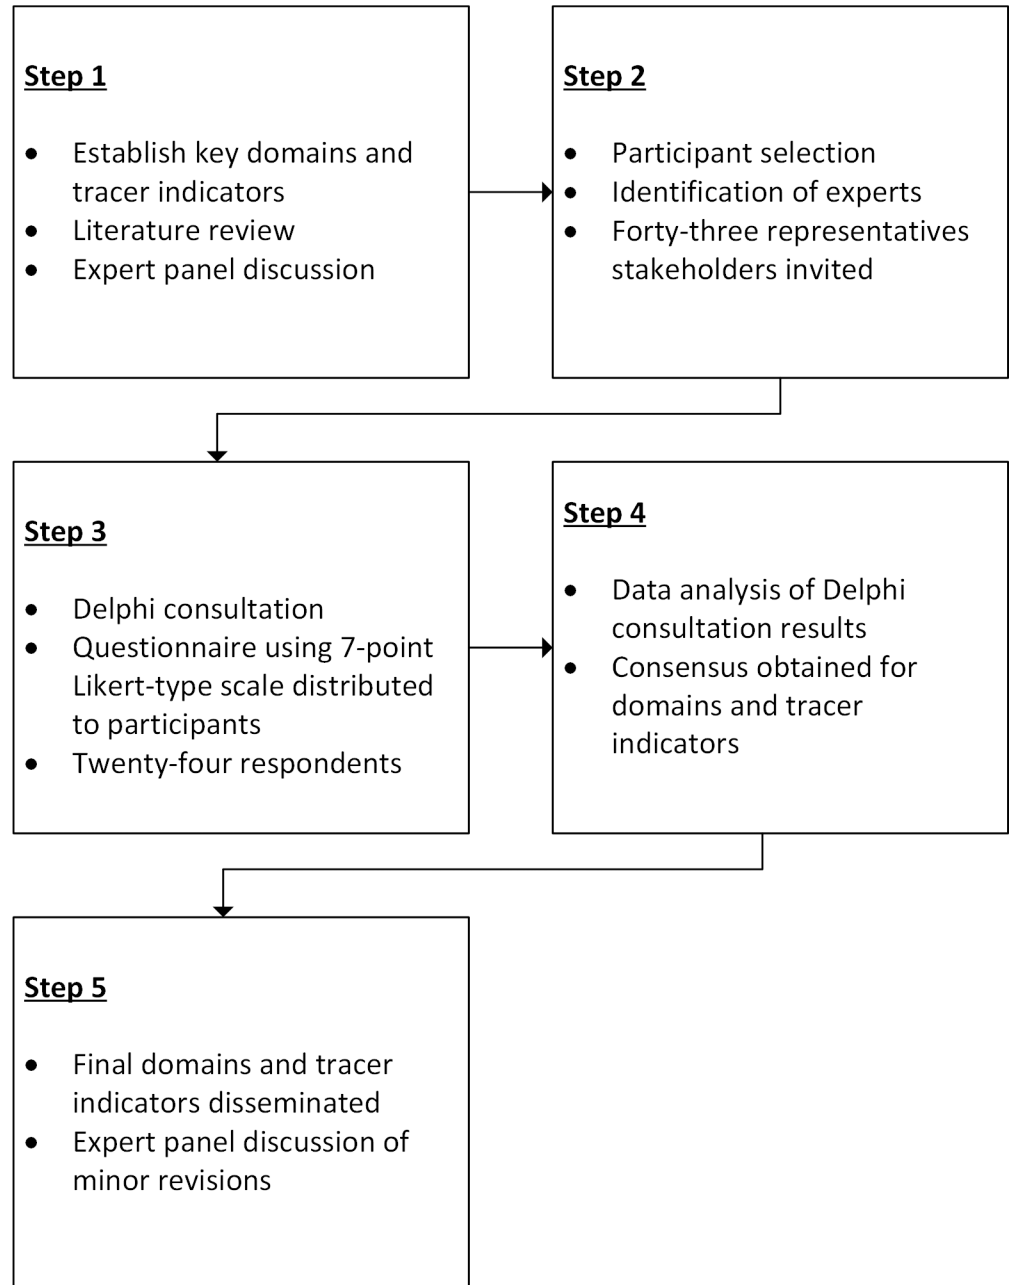 Step 1
• Establish key domains and
tracer indicators
• Literature review
• Expert panel discussion
Step 2
• Participant selection
• Identification of experts
• Forty-three representatives
stakeholders invited
Step 3
• Delphi consultation
• Questionnaire using 7-point
Likert-type scale distributed
to participants
• Twenty-four respondents
Step 4
• Data analysis of Delphi
consultation results
• Consensus obtained for
domains and tracer
indicators
Step 5
• Final domains and tracer
indicators disseminated
• Expert panel discussion of
minor revisions